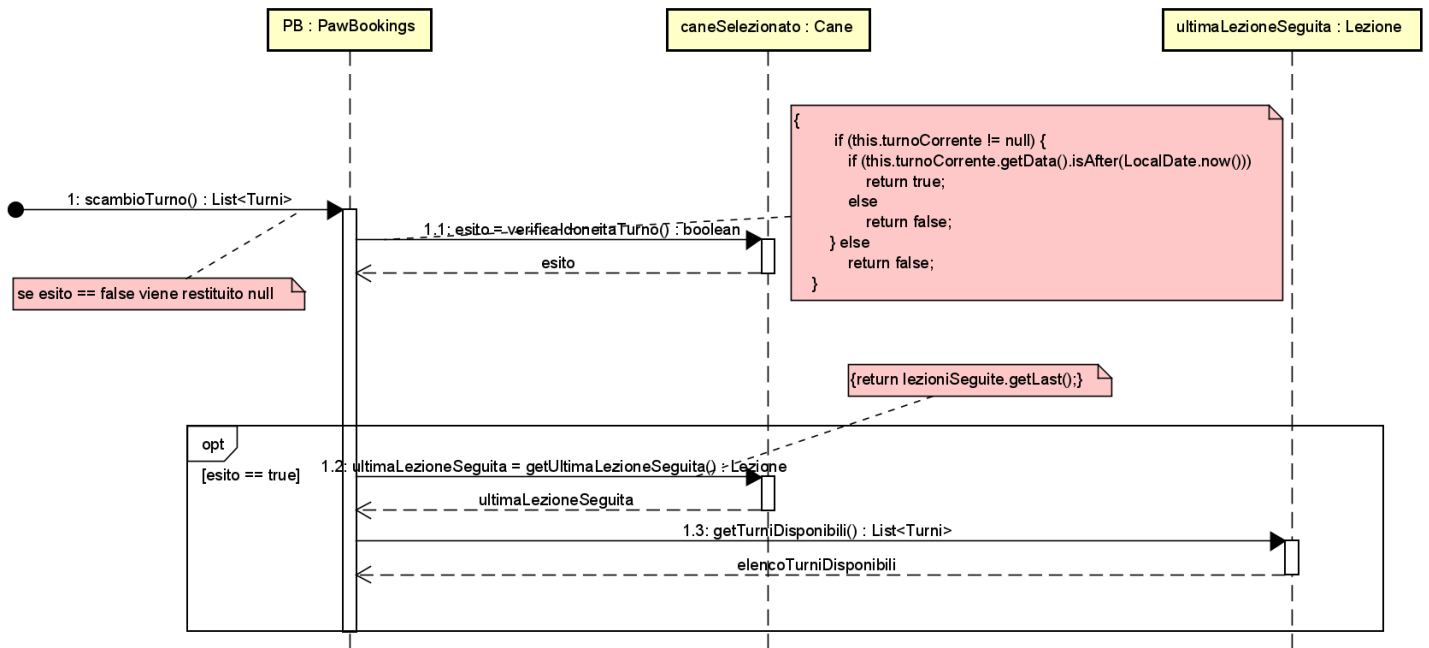 PB : PawBookings
caneSelezionato : Cane
ultimaLezioneSeguita : Lezione
{
if (this.turnoCorrente != null) {
if (this.turnoCorrente.getData().isAfter(LocalDate.now()))
return true;
else
return false;
} else
return false;
}
1: scambioTurno() : List<Turni>
1.1: esito = verificaIdoneitaTurno() : boolean
esito
se esito == false viene restituito null
{return lezioniSeguite.getLast();}
opt
[esito == true]
1.2: ultimaLezioneSeguita = getUltimaLezioneSeguita() : Lezione
ultimaLezioneSeguita
1.3: getTurniDisponibili() : List<Turni>
elencoTurniDisponibili